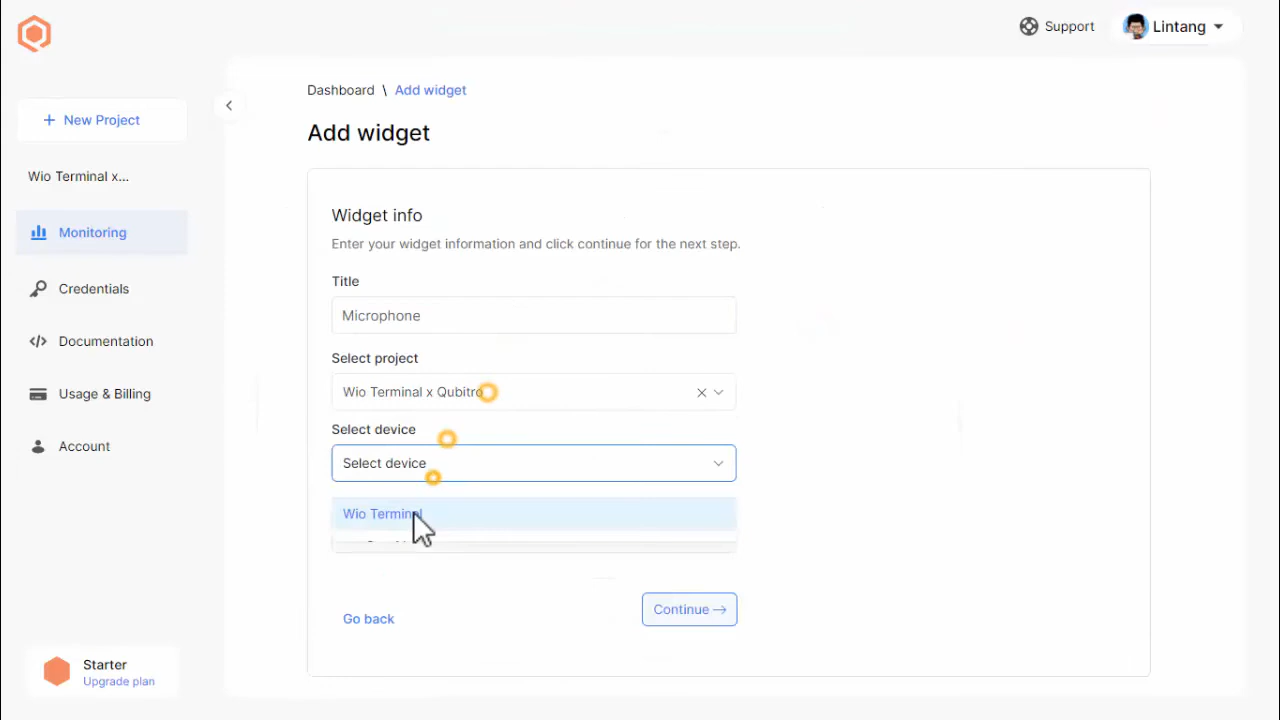 Support
Lintang
New Project
Wio Terminal x...
Monitoring
Credentials
Documentation
Usage & Billing
Account
Starter
Upgrade plan
Dashboard \ Add widget
Add widget
Widget info
Enter your widget information and click continue for the next step.
Title
Microphone
Select project
Wio Terminal x Qubitro
Select device
Select device
Wio Terminal
Go back
Continue →